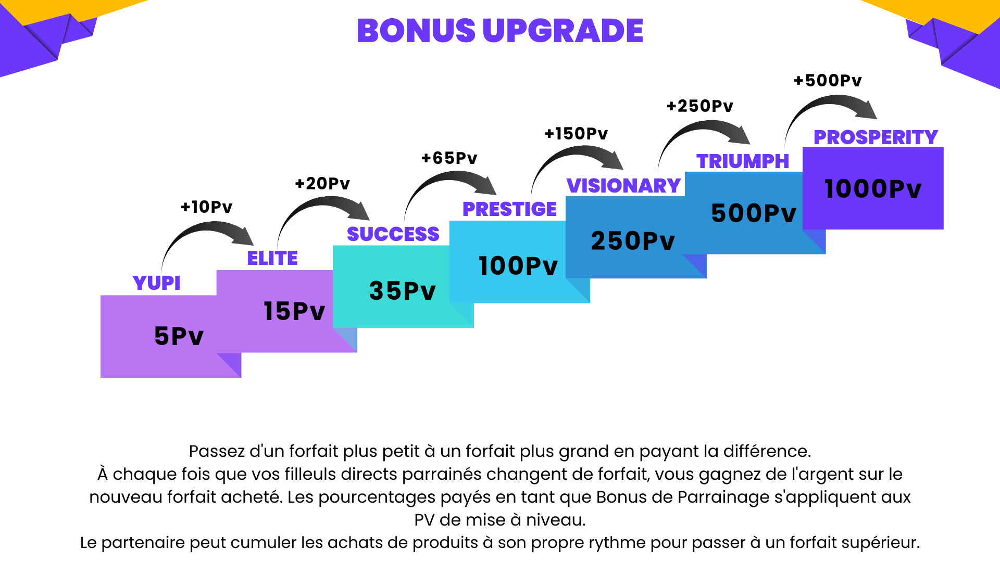 BONUS UPGRADE
+500Pv
+250Pv
+150Pv
+65Pv
+20Pv
+10Pv
PROSPERITY
TRIUMPH
VISIONARY
PRESTIGE
SUCCESS
ELITE
YUPI
1000Pv
500Pv
250Pv
100Pv
35Pv
15Pv
5Pv
Passez d'un forfait plus petit à un forfait plus grand en payant la différence.
À chaque fois que vos filleuls directs parrainés changent de forfait, vous gagnez de l'argent sur le
nouveau forfait acheté. Les pourcentages payés en tant que Bonus de Parrainage s'appliquent aux
PV de mise à niveau.
Le partenaire peut cumuler les achats de produits à son propre rythme pour passer à un forfait supérieur.